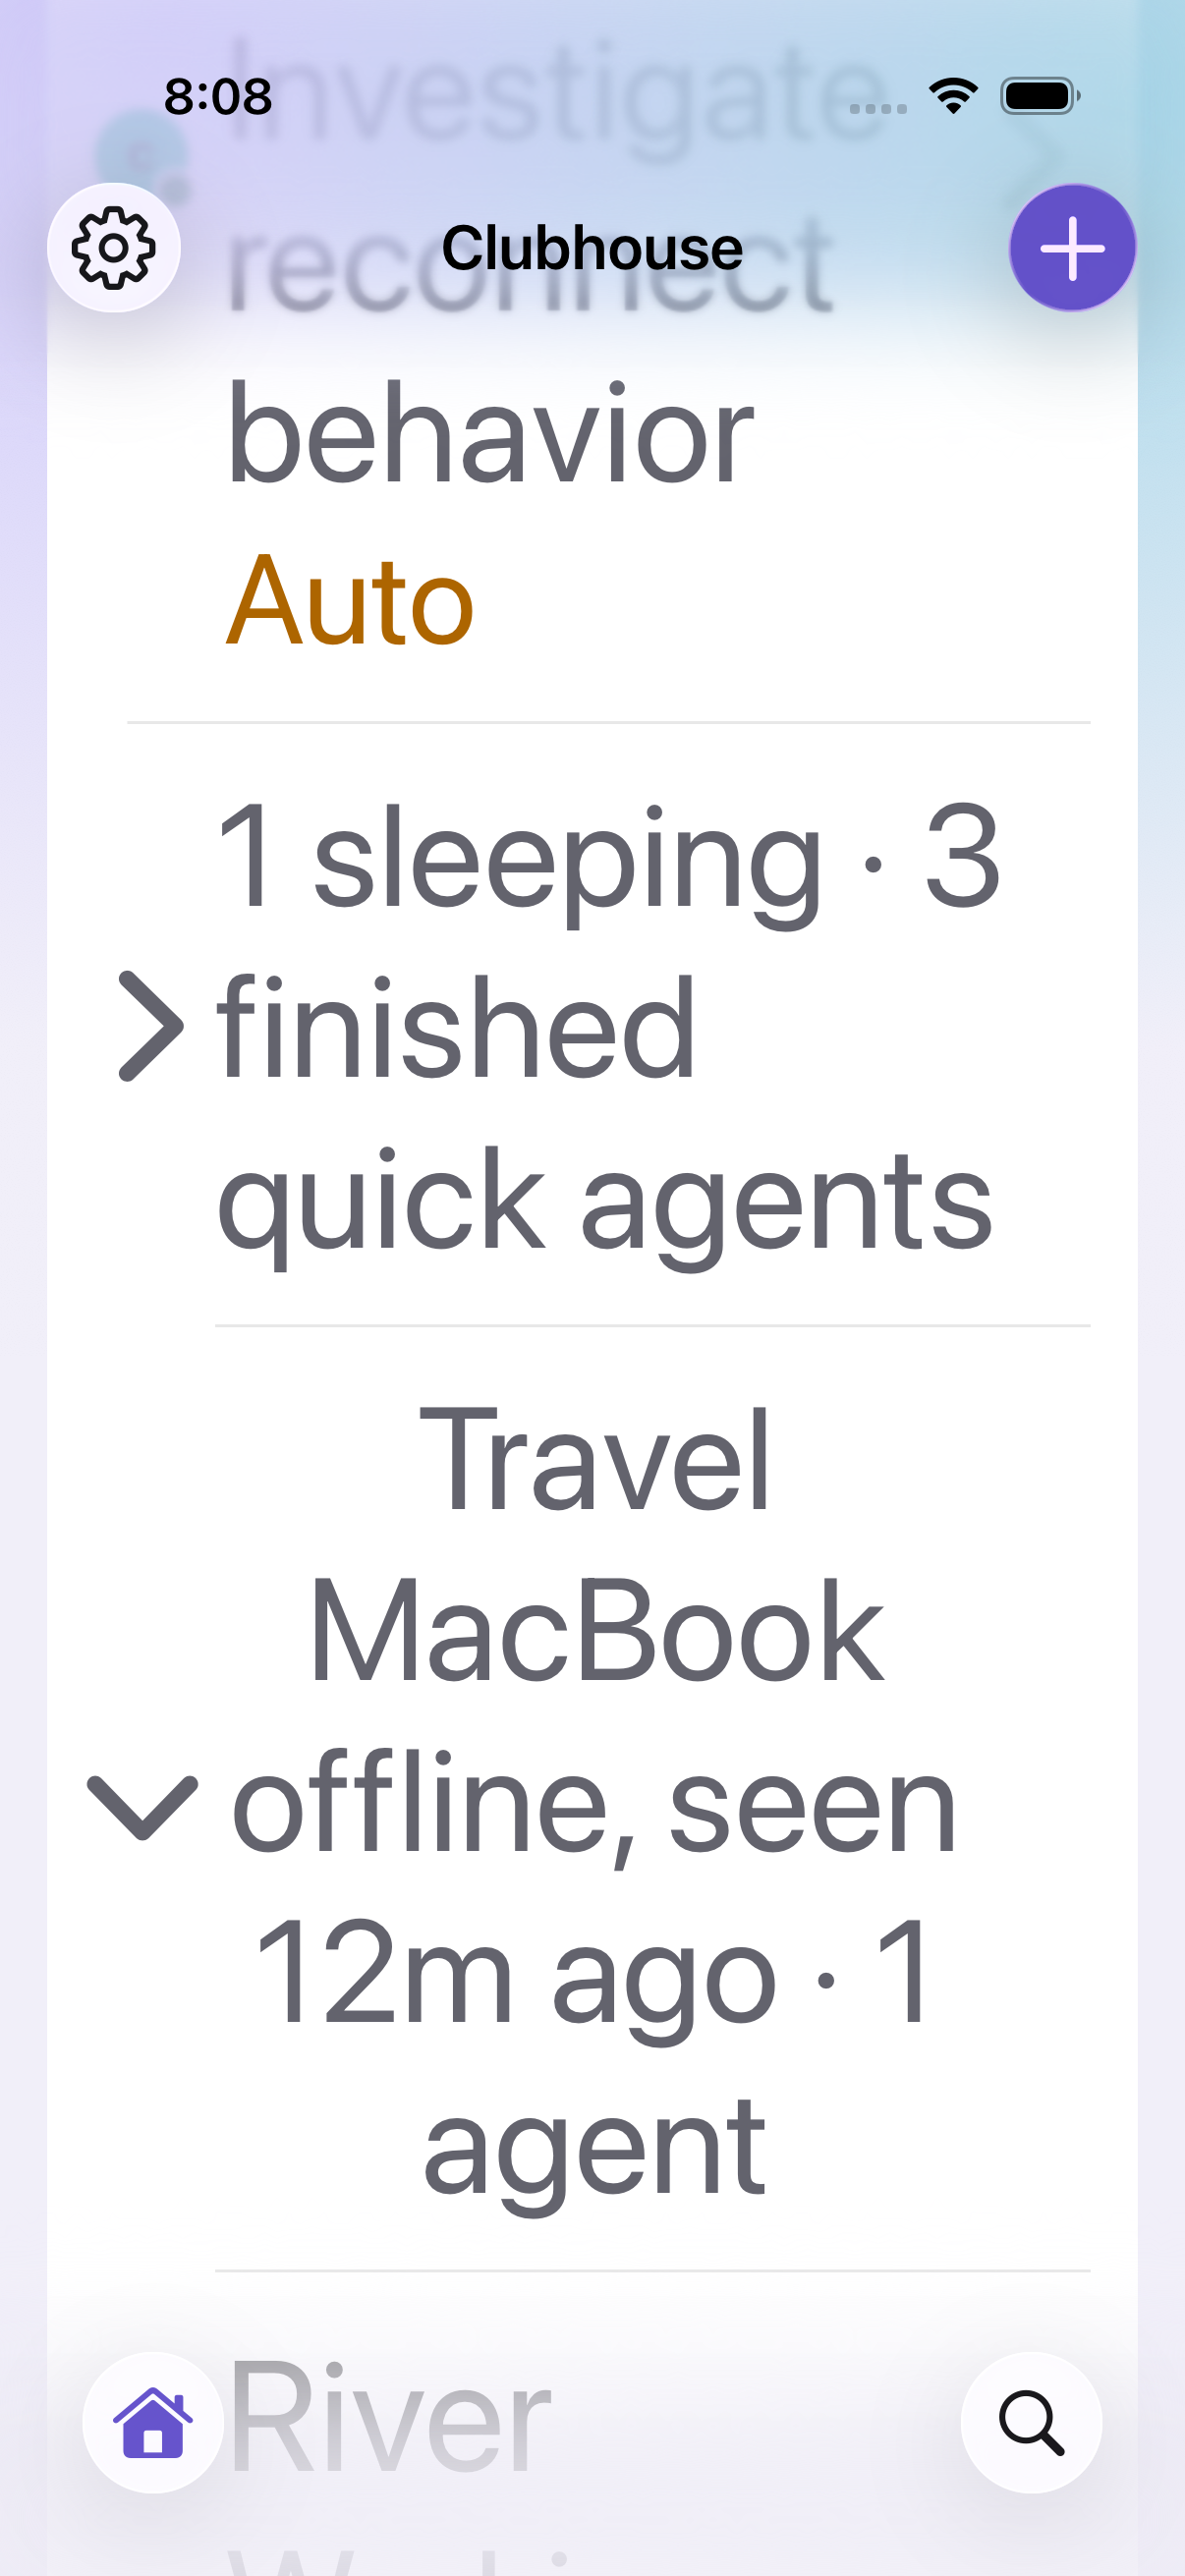 8:08
Investigate
Clubhouse
reconnect
behavior
Auto
1 sleeping · 3
finished
quick agents
Travel
MacBook
offline, seen
12m ago · 1
agent
River